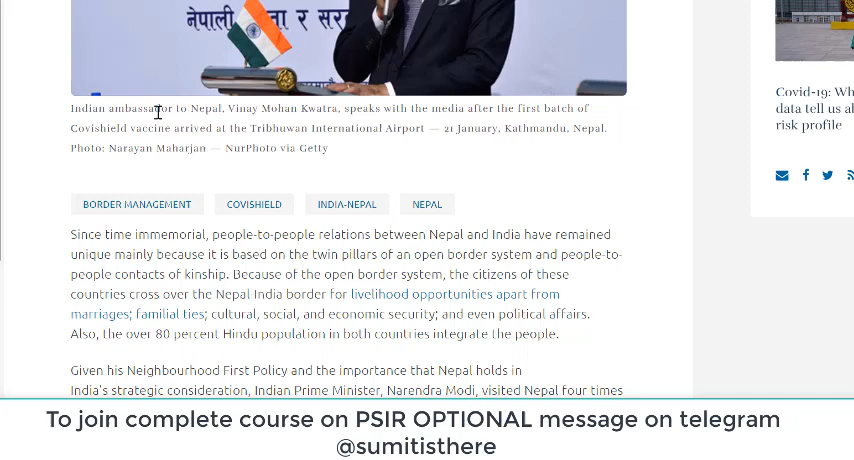 नेपाली
ता र सरक
Indian ambassador to Nepal, Vinay Mohan Kwatra, speaks with the media after the first batch of
Covishield vaccine arrived at the Tribhuwan International Airport — 21 January, Kathmandu, Nepal.
Photo: Narayan Maharjan — NurPhoto via Getty
BORDER MANAGEMENT
COVISHIELD
INDIA-NEPAL
NEPAL
Since time immemorial, people-to-people relations between Nepal and India have remained
unique mainly because it is based on the twin pillars of an open border system and people-to-
people contacts of kinship. Because of the open border system, the citizens of these
countries cross over the Nepal-India border for livelihood opportunities apart from
marriages; familial ties; cultural, social, and economic security; and even political affairs.
Also, the over 80 percent Hindu population in both countries integrate the people.
Given his Neighbourhood First Policy and the importance that Nepal holds in
India's strategic consideration, Indian Prime Minister, Narendra Modi, visited Nepal four times
Covid-19: Wh
data tell us ab
risk profile
To join complete course on PSIR OPTIONAL message on telegram
@sumitisthere